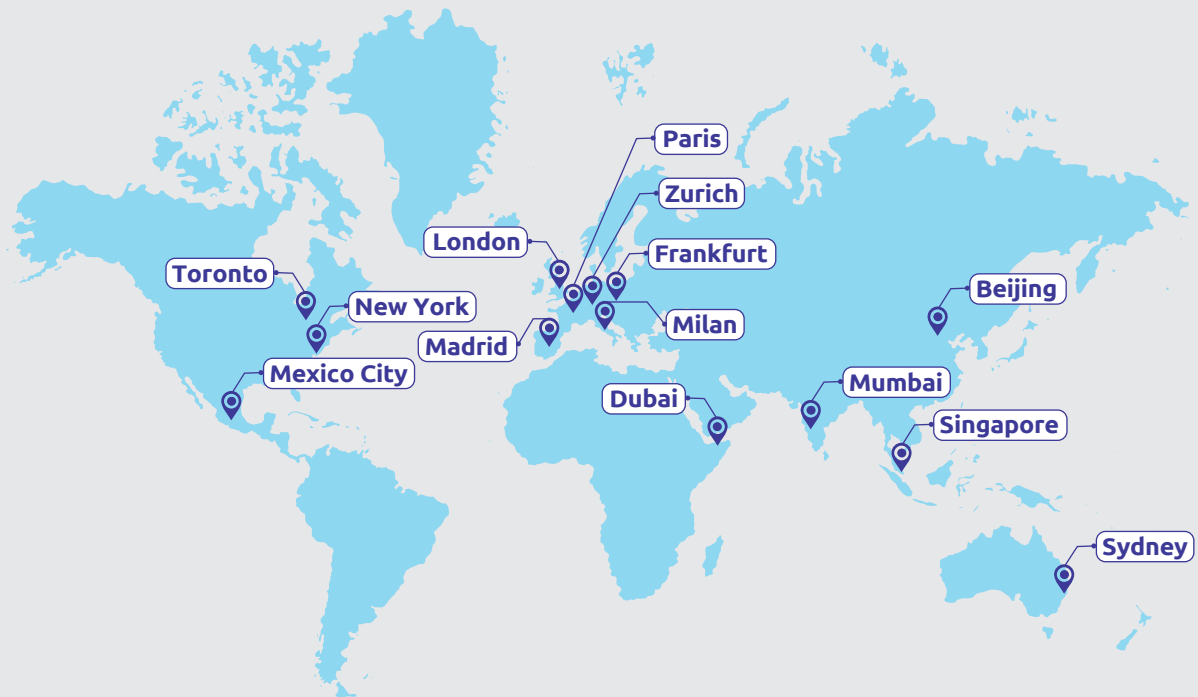 Paris
Zurich
London
Frankfurt
Toronto
Beijing
New York
Milan
Madrid
Mexico City
Mumbai
Dubai
Singapore
Sydney